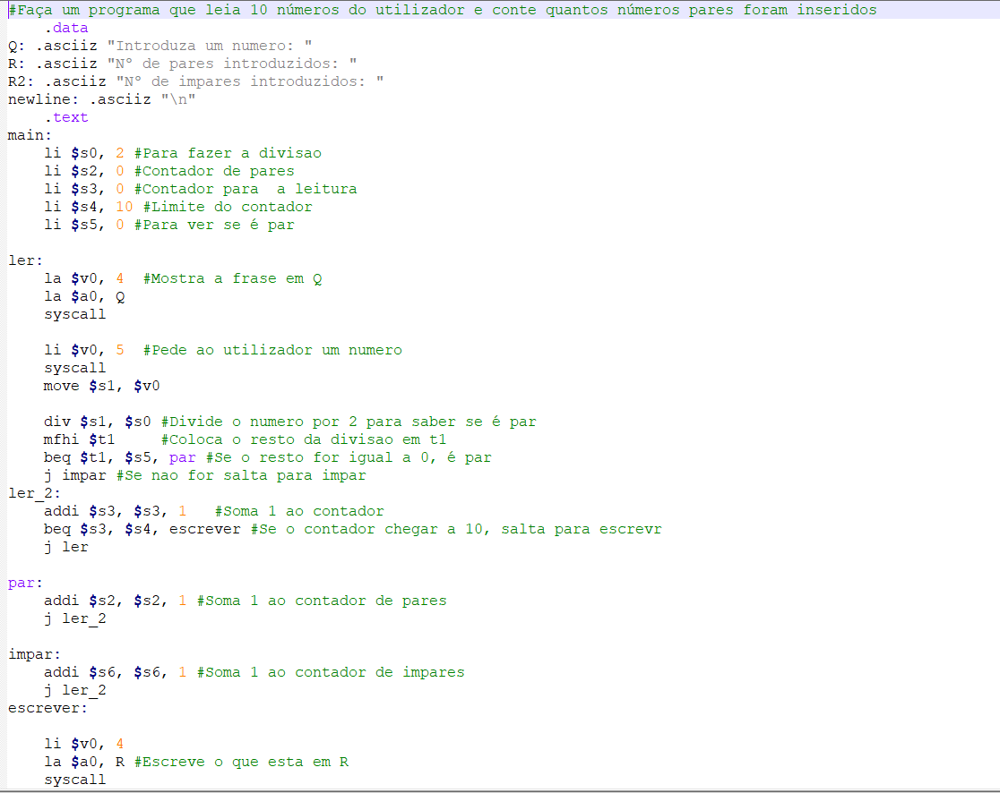 #Faça um programa que leia 10 números do utilizador e conte quantos números pares foram inseridos
    .data
Q: .asciiz "Introduza um numero: "
R: .asciiz "Nº de pares introduzidos: "
R2: .asciiz "Nº de impares introduzidos: "
newline: .asciiz "\n"
    .text
main:
    li $s0, 2 #Para fazer a divisao
    li $s2, 0 #Contador de pares
    li $s3, 0 #Contador para  a leitura
    li $s4, 10 #Limite do contador
    li $s5, 0 #Para ver se é par

ler:
    la $v0, 4  #Mostra a frase em Q
    la $a0, Q
    syscall

    li $v0, 5  #Pede ao utilizador um numero
    syscall
    move $s1, $v0

    div $s1, $s0 #Divide o numero por 2 para saber se é par
    mfhi $t1     #Coloca o resto da divisao em t1
    beq $t1, $s5, par #Se o resto for igual a 0, é par
    j impar #Se nao for salta para impar
ler_2:
    addi $s3, $s3, 1   #Soma 1 ao contador
    beq $s3, $s4, escrever #Se o contador chegar a 10, salta para escrevr
    j ler

par:
    addi $s2, $s2, 1 #Soma 1 ao contador de pares
    j ler_2

impar:
    addi $s6, $s6, 1 #Soma 1 ao contador de impares
    j ler_2
escrever:

    li $v0, 4
    la $a0, R #Escreve o que esta em R
    syscall